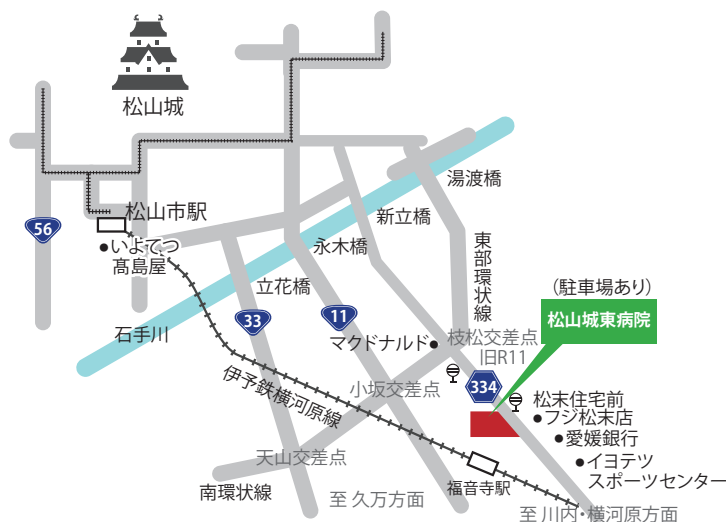 松山城
湯渡橋
新立橋
松山市駅
56
いよてつ
髙島屋
永木橋
東部環状線
立花橋
(駐車場あり)
松山城東病院
石手川
33
11
マクドナルド
枝松交差点
旧R11
伊予鉄横河原線
小坂交差点
334
松末住宅前
フジ松末店
愛媛銀行
イヨテツ
スポーツセンター
天山交差点
南環状線
至 久万方面
福音寺駅
至 川内・横河原方面